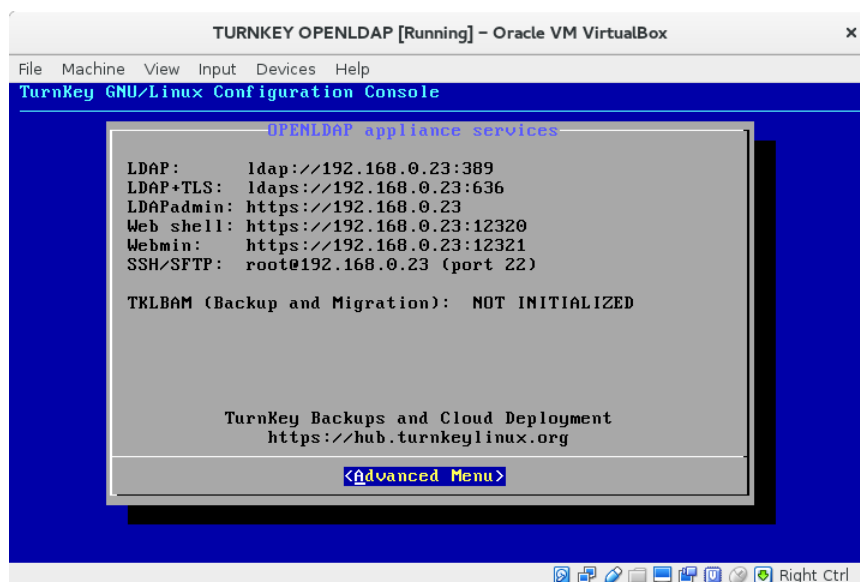 TURNKEY OPENLDAP [Running] – Oracle VM VirtualBox
File Machine View Input Devices Help
TurnKey GNU/Linux Configuration Console
OPENLDAP appliance services
LDAP: ldap://192.168.0.23:389
LDAP+TLS: ldaps://192.168.0.23:636
LDAPadmin: https://192.168.0.23
Web shell: https://192.168.0.23:12320
Webmin: https://192.168.0.23:12321
SSH/SFTP: root@192.168.0.23 (port 22)
TKLBAM (Backup and Migration): NOT INITIALIZED
TurnKey Backups and Cloud Deployment
https://hub.turnkeylinux.org
<Advanced Menu>
Right Ctrl